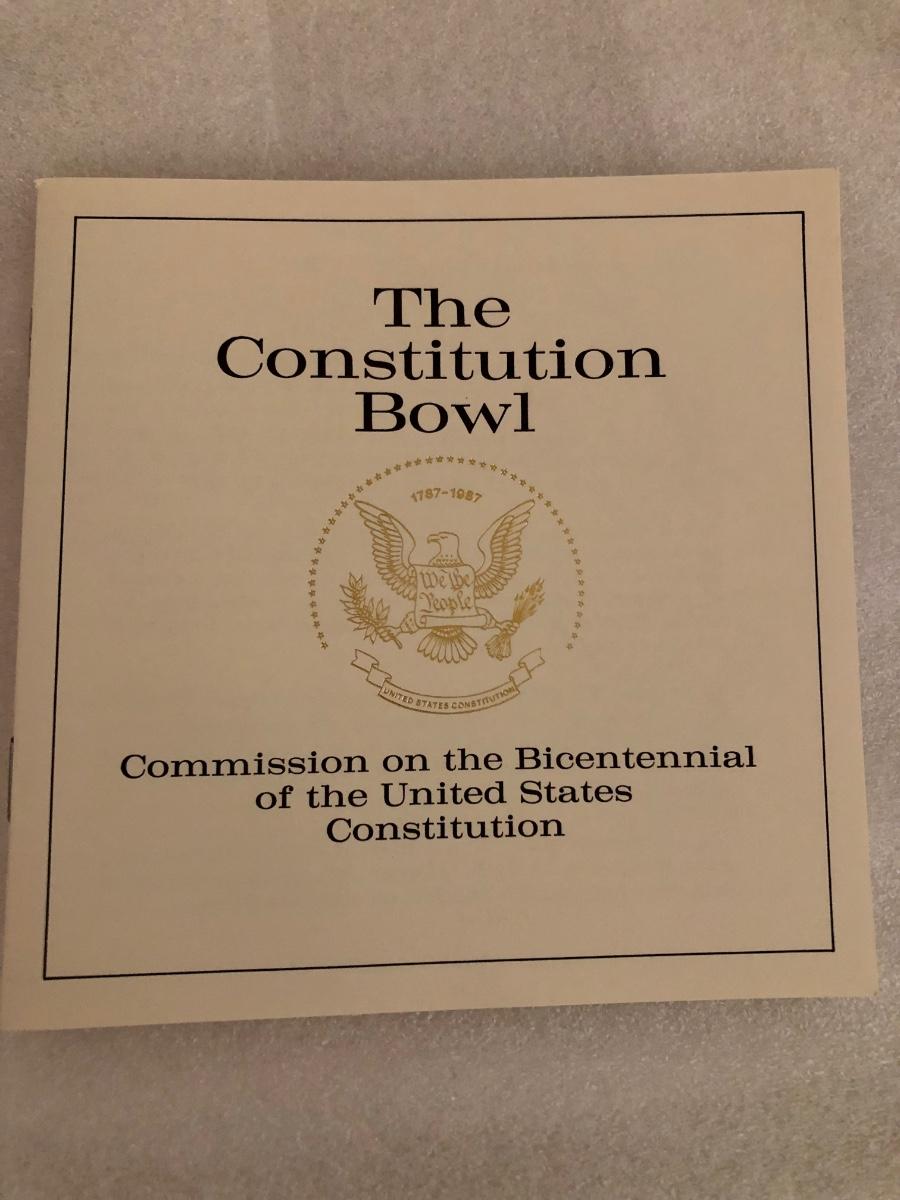 The
Constitution
Bowl
1787-1987
We the
People
UNITED STATES CONSTITUTION
Commission on the Bicentennial
of the United States
Constitution